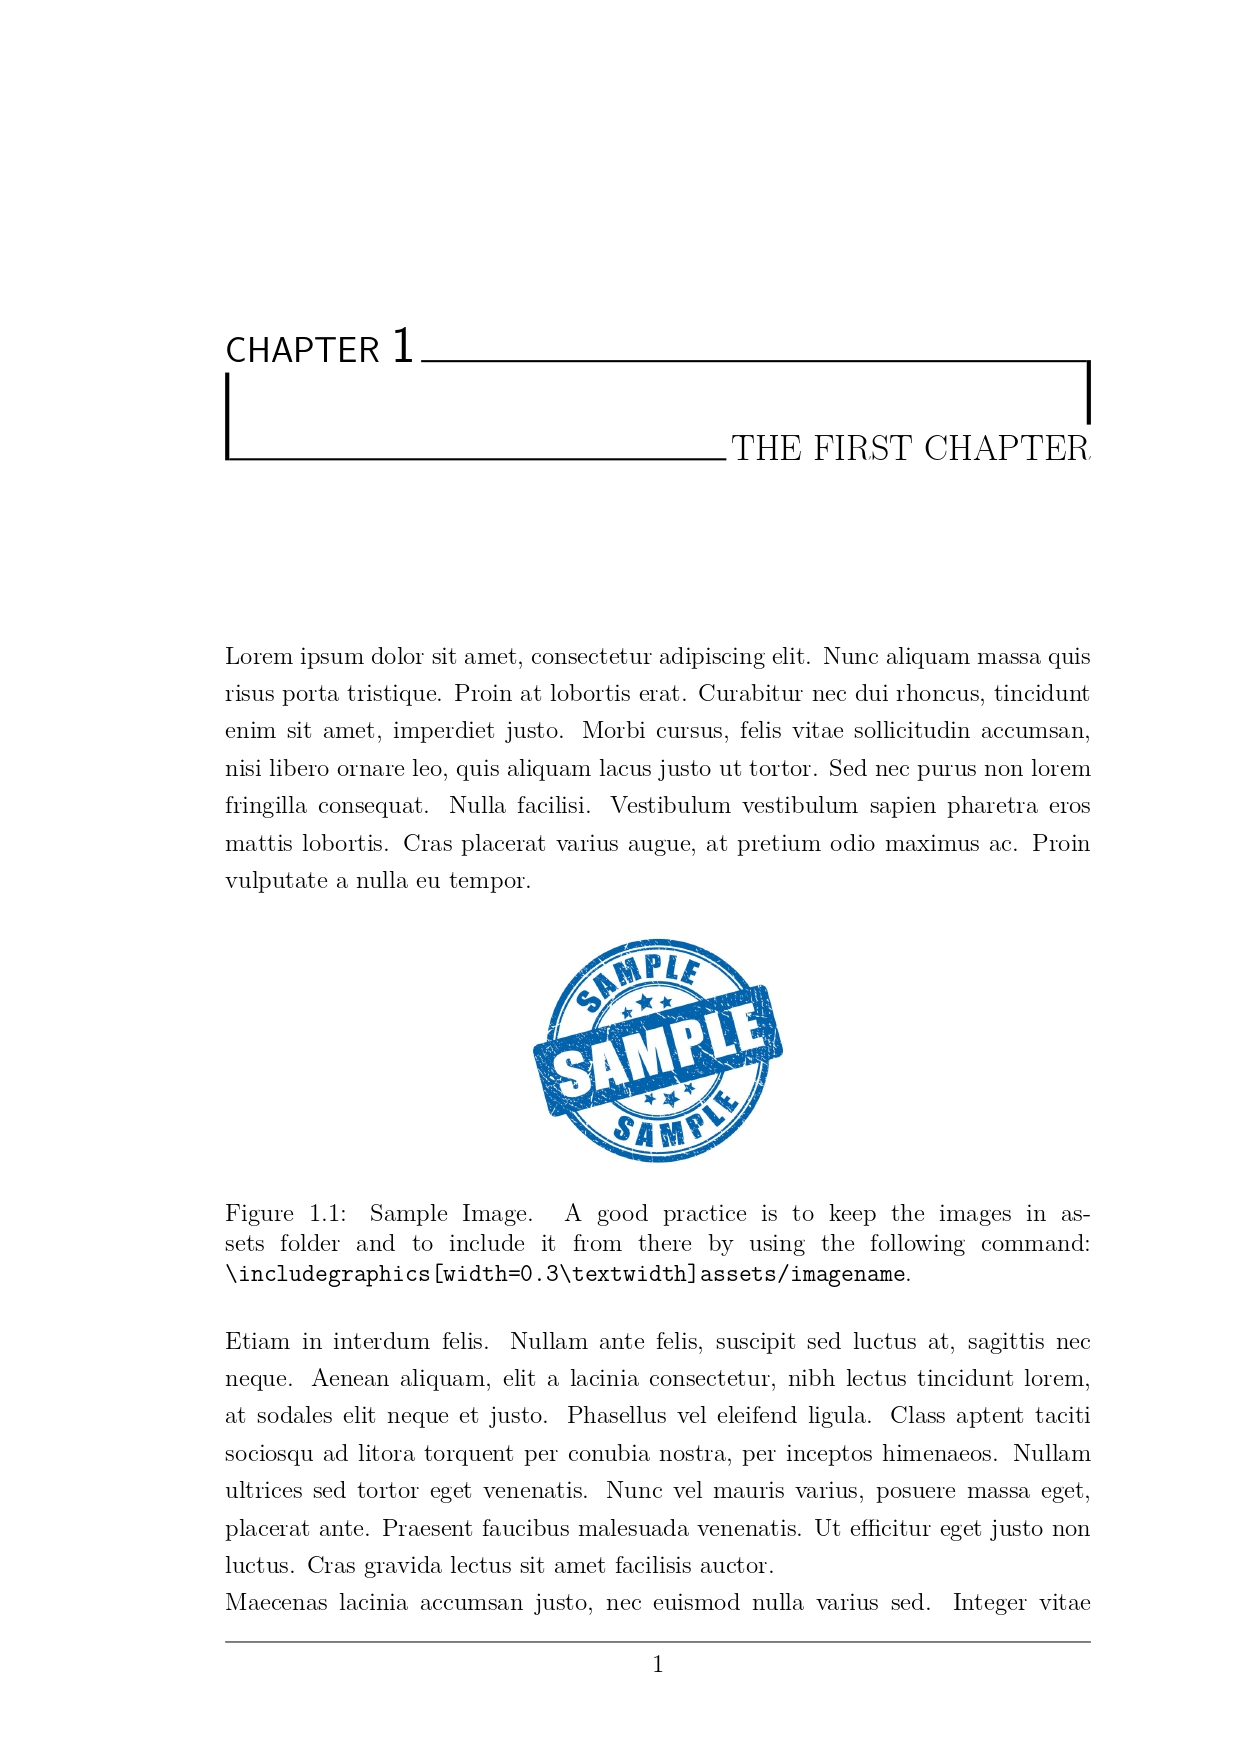 CHAPTER 1
THE FIRST CHAPTER
Lorem ipsum dolor sit amet, consectetur adipiscing elit. Nunc aliquam massa quis
risus porta tristique. Proin at lobortis erat. Curabitur nec dui rhoncus, tincidunt
enim sit amet, imperdiet justo. Morbi cursus, felis vitae sollicitudin accumsan,
nisi libero ornare leo, quis aliquam lacus justo ut tortor. Sed nec purus non lorem
fringilla consequat. Nulla facilisi. Vestibulum vestibulum sapien pharetra eros
mattis lobortis. Cras placerat varius augue, at pretium odio maximus ac. Proin
vulputate a nulla eu tempor.
SAMPLE
SAMPLE
SAMPLE
Figure 1.1: Sample Image. A good practice is to keep the images in as-
sets folder and to include it from there by using the following command:
\includegraphics[width=0.3\textwidth]assets/imagename.
Etiam in interdum felis. Nullam ante felis, suscipit sed luctus at, sagittis nec
neque. Aenean aliquam, elit a lacinia consectetur, nibh lectus tincidunt lorem,
at sodales elit neque et justo. Phasellus vel eleifend ligula. Class aptent taciti
sociosqu ad litora torquent per conubia nostra, per inceptos himenaeos. Nullam
ultrices sed tortor eget venenatis. Nunc vel mauris varius, posuere massa eget,
placerat ante. Praesent faucibus malesuada venenatis. Ut efficitur eget justo non
luctus. Cras gravida lectus sit amet facilisis auctor.
Maecenas lacinia accumsan justo, nec euismod nulla varius sed. Integer vitae
1